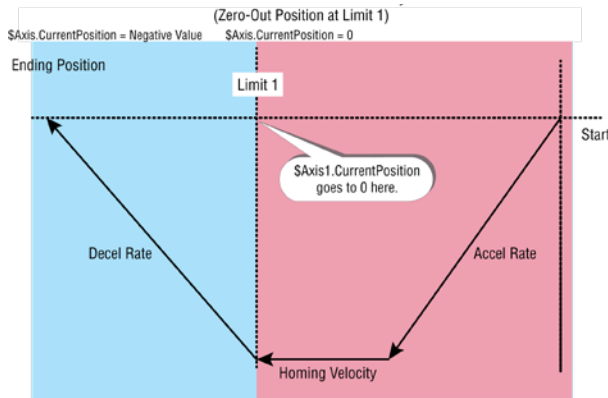 (Zero-Out Position at Limit 1)
$Axis.CurrentPosition = Negative Value $Axis.CurrentPosition = 0
Ending Position
Limit 1
Start
$Axis1.CurrentPosition
goes to 0 here.
Decel Rate
Accel Rate
Homing Velocity